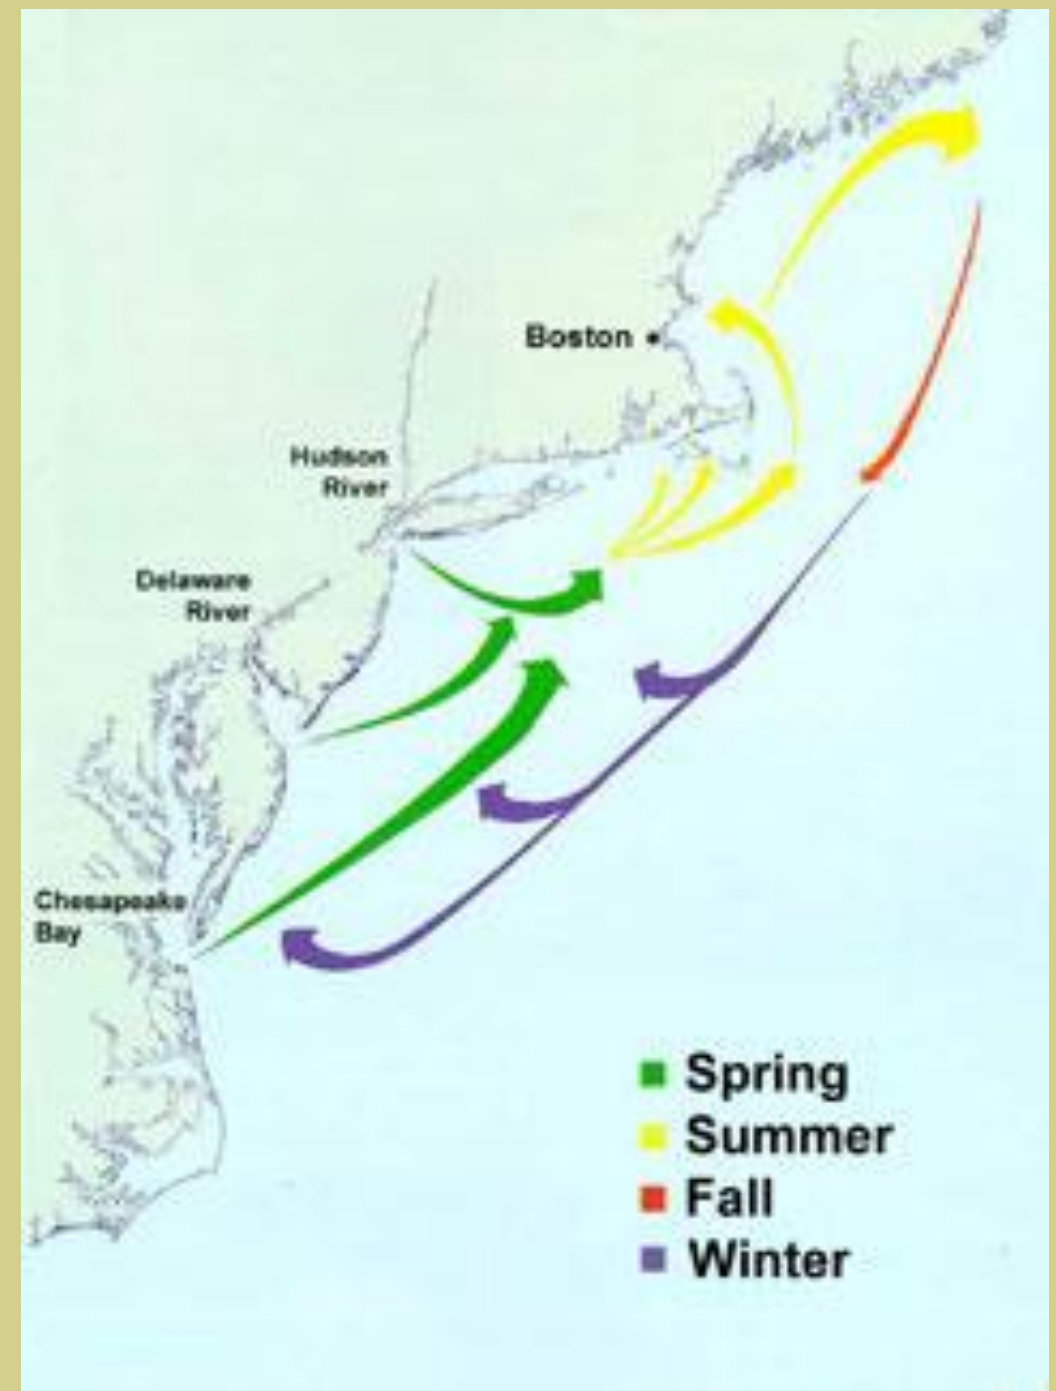 Boston
Hudson
River
Delaware
River
Chesapeake
Bay
Spring
Summer
Fall
Winter